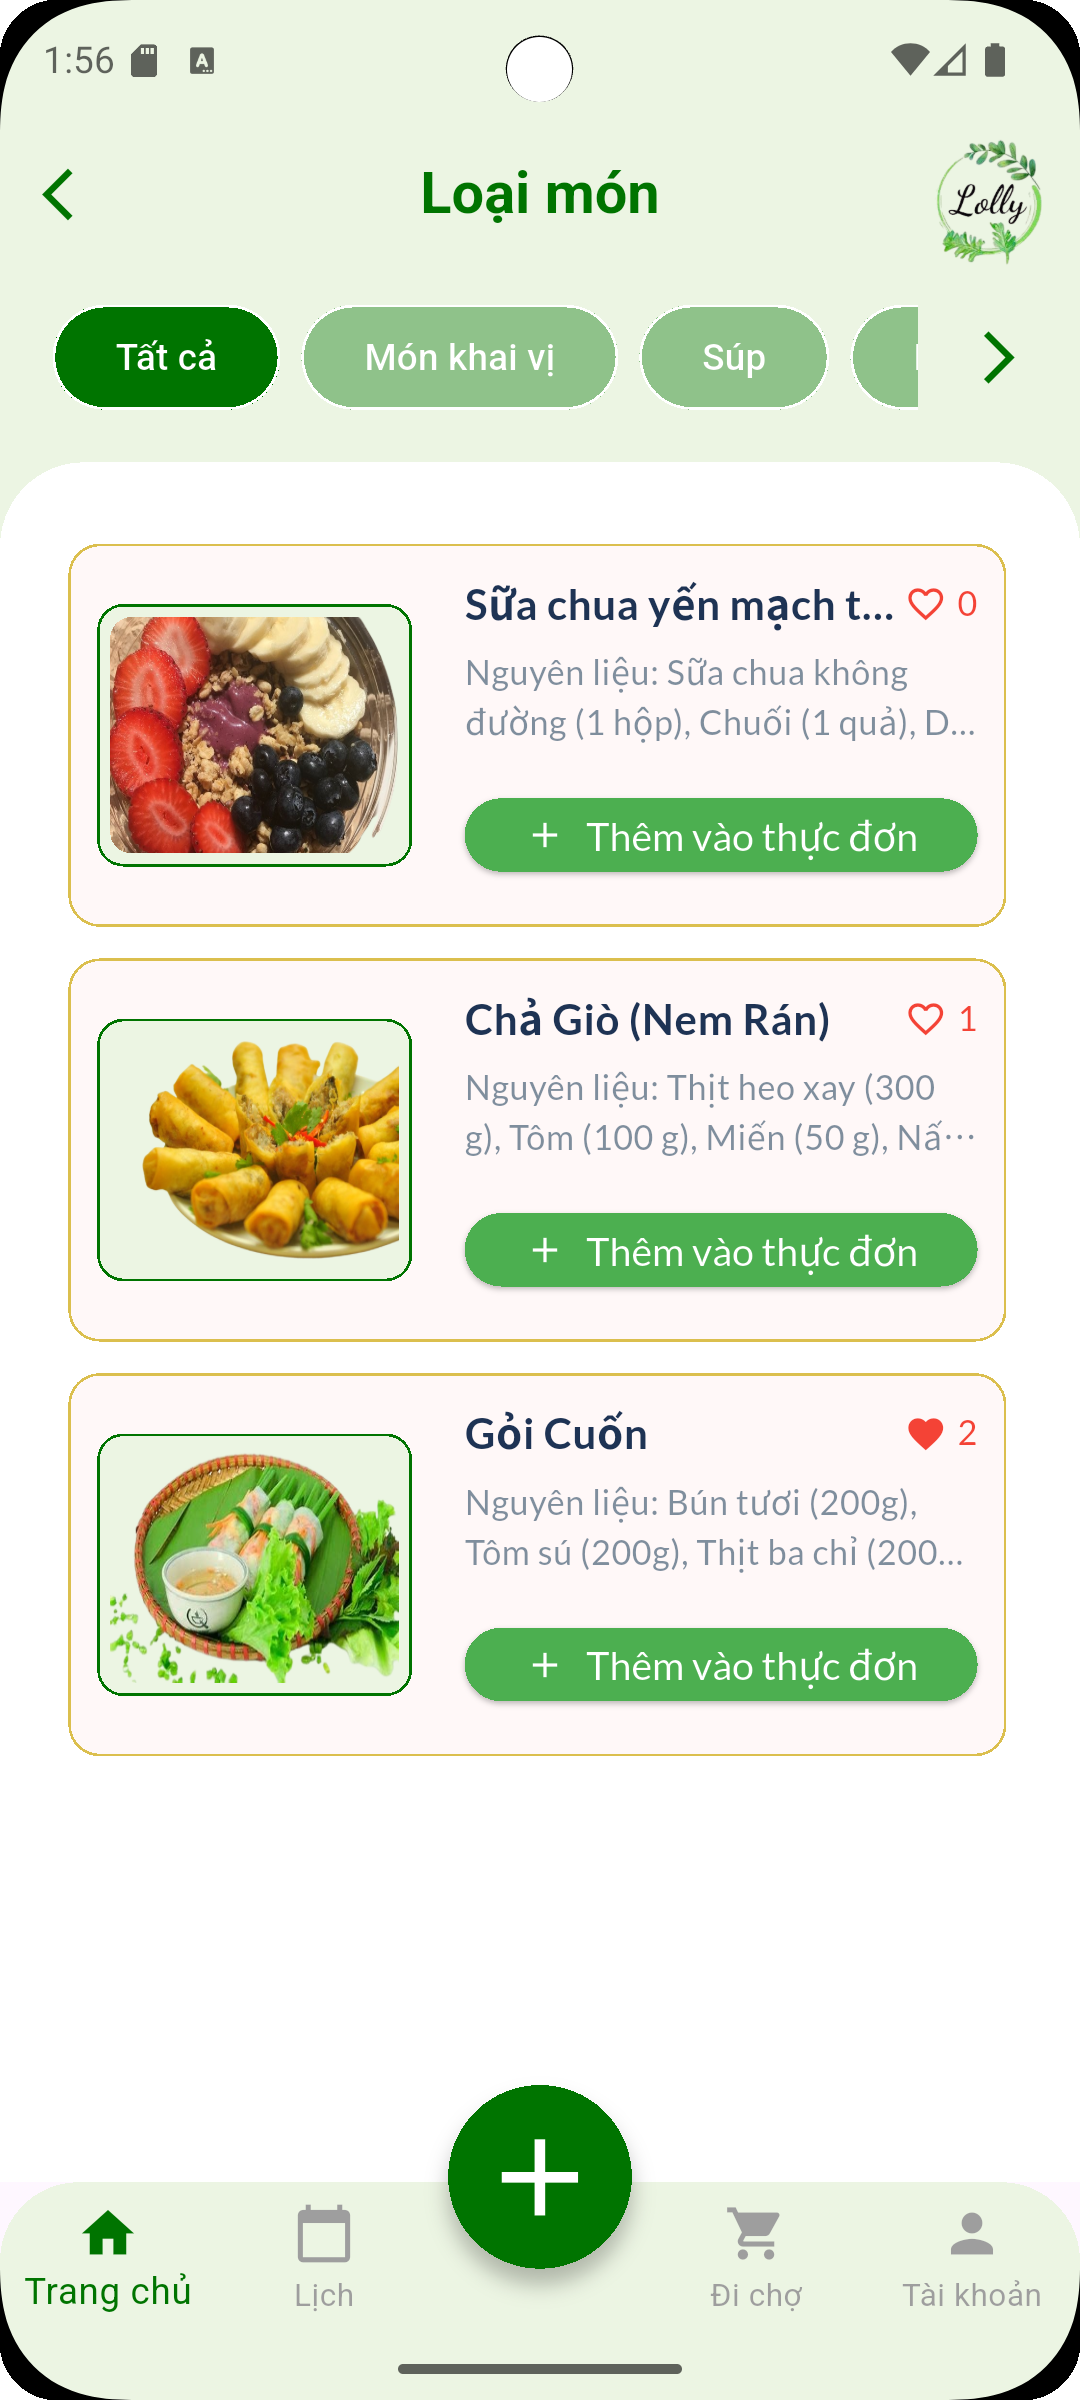 1:56
Loại món
Lolly
Tất cả
Món khai vị
Súp
Sữa chua yến mạch t...
0
Nguyên liệu: Sữa chua không
đường (1 hộp), Chuối (1 quả), D...
+ Thêm vào thực đơn
Chả Giò (Nem Rán)
1
Nguyên liệu: Thịt heo xay (300
g), Tôm (100 g), Miến (50 g), Nấ...
+ Thêm vào thực đơn
Gỏi Cuốn
2
Nguyên liệu: Bún tươi (200g),
Tôm sú (200g), Thịt ba chỉ (200...
+ Thêm vào thực đơn
Trang chủ
Lịch
Đi chợ
Tài khoản